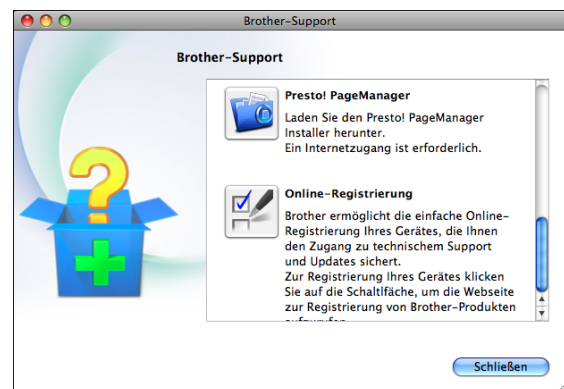 Brother-Support
Brother-Support
Presto! PageManager
Laden Sie den Presto! PageManager
Installer herunter.
Ein Internetzugang ist erforderlich.
Online-Registrierung
Brother ermöglicht die einfache Online-
Registrierung Ihres Gerätes, die Ihnen
den Zugang zu technischem Support
und Updates sichert.
Zur Registrierung Ihres Gerätes klicken
Sie auf die Schaltfäche, um die Webseite
zur Registrierung von Brother-Produkten
Schließen